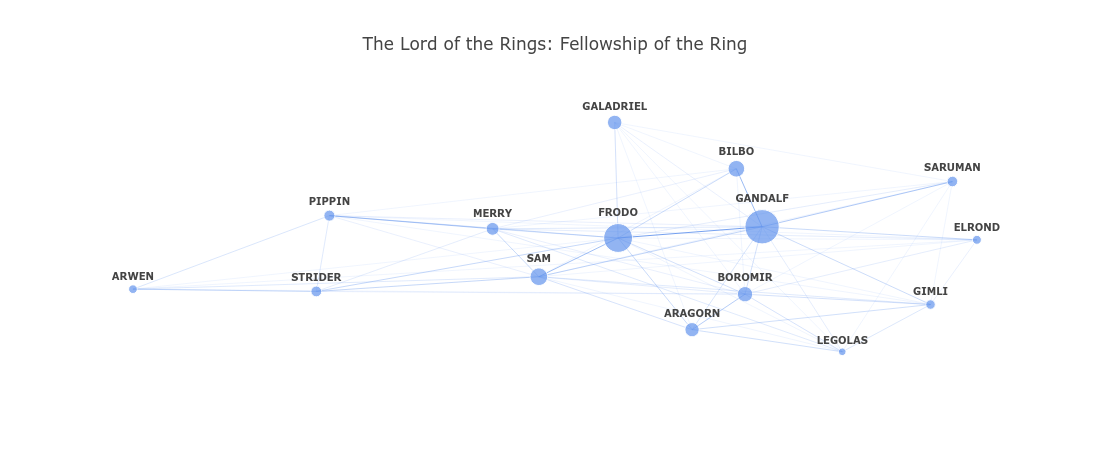 The Lord of the Rings: Fellowship of the Ring
GALADRIEL
BILBO
SARUMAN
GANDALF
PIPPIN
MERRY
FRODO
ELROND
SAM
ARWEN
STRIDER
BOROMIR
GIMLI
ARAGORN
LEGOLAS